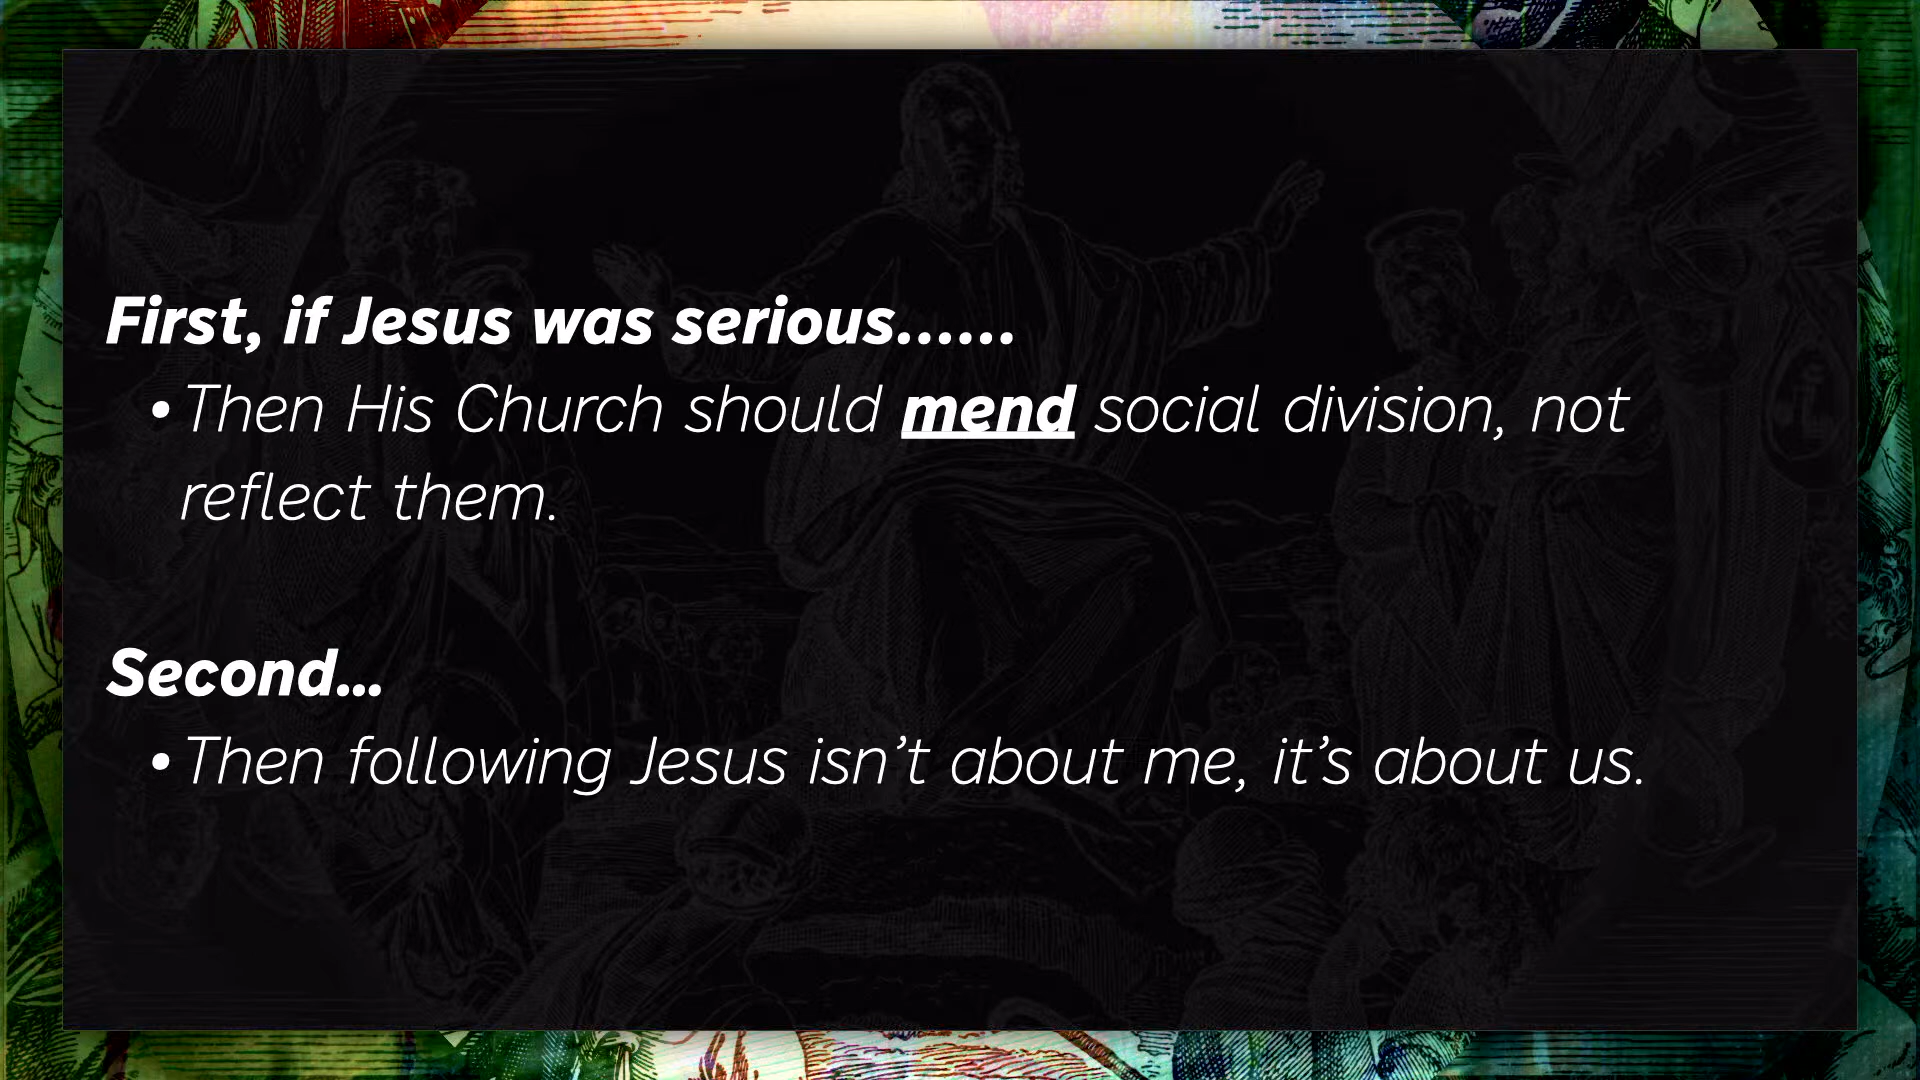 First, if Jesus was serious......
•Then His Church should mend social division, not
reflect them.
Second…
•Then following Jesus isn’t about me, it’s about us.